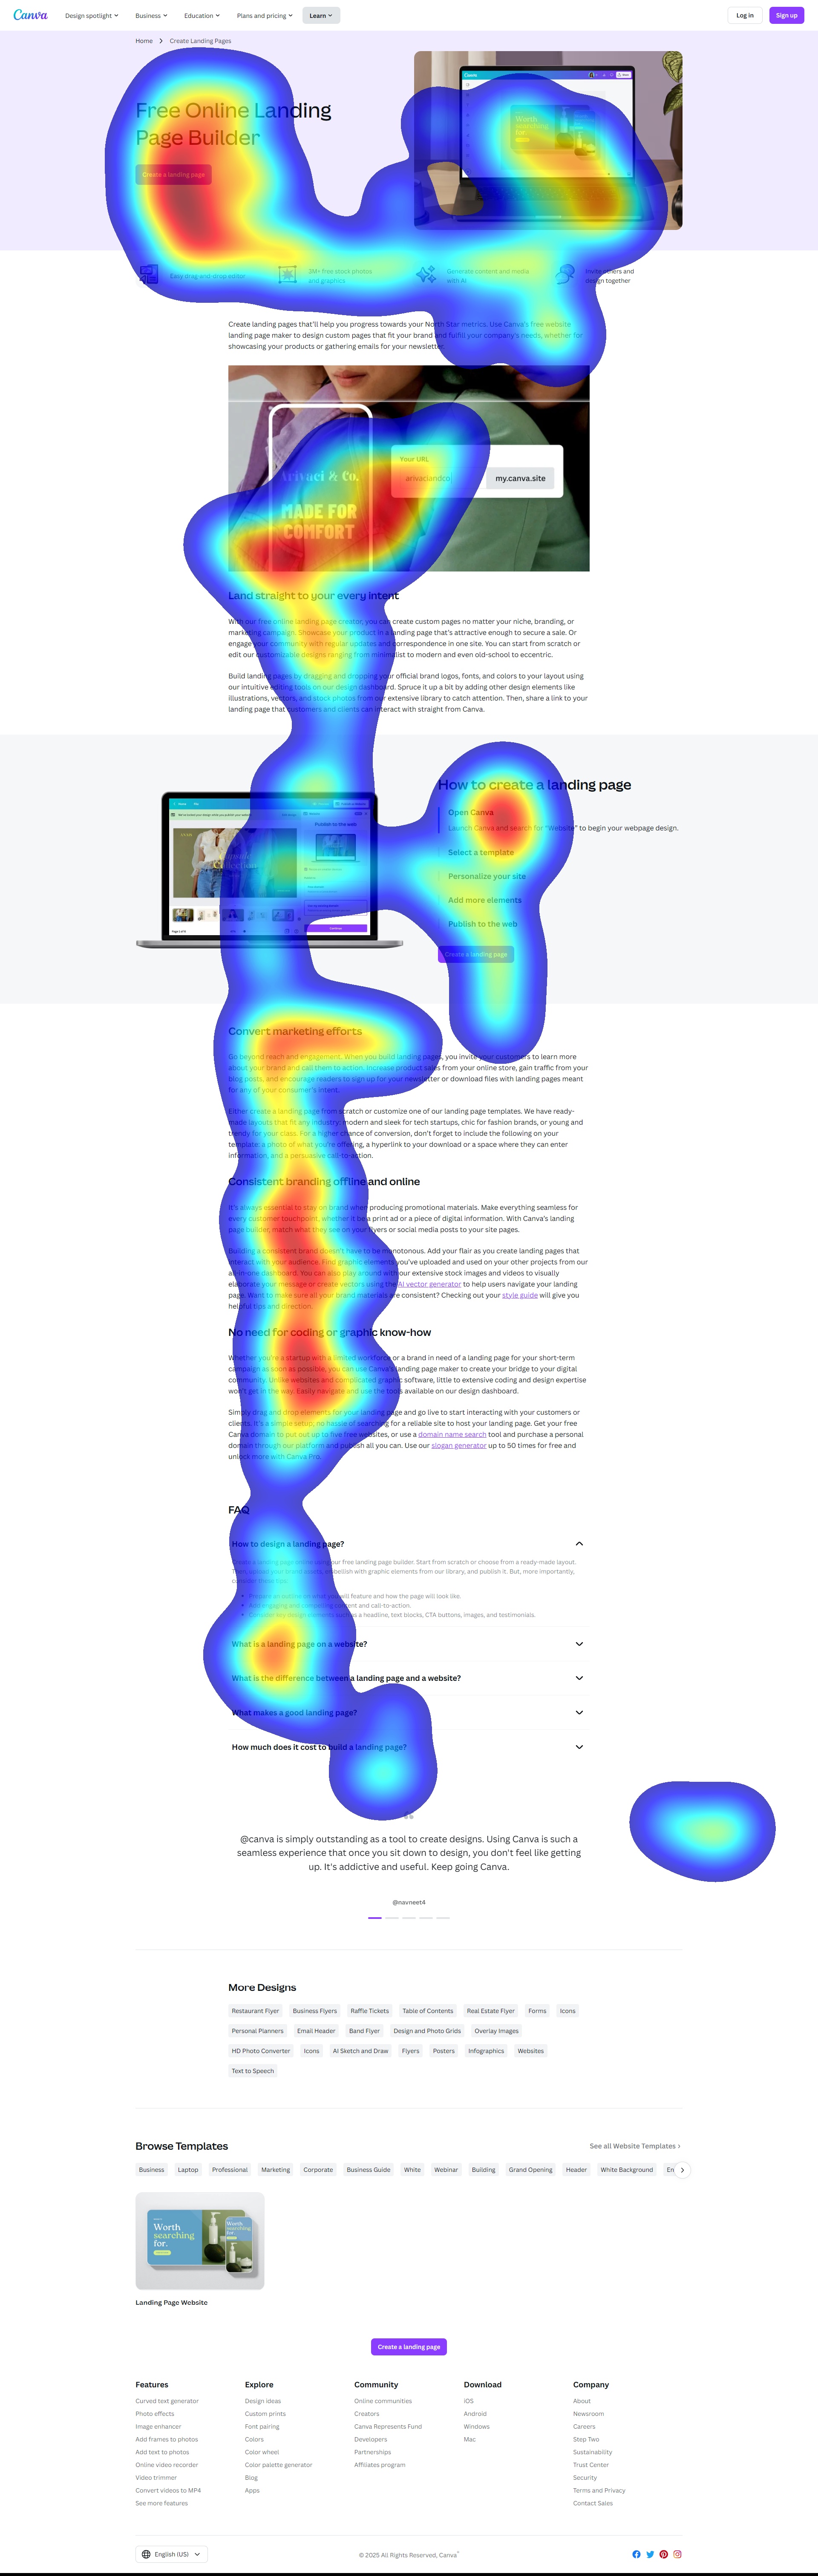 Canva
Design spotlight
Business
Education
Plans and pricing
Learn
Log in
Sign up
Home
Create Landing Pages
Free Online Landing
Page Builder
Create a landing page
Worth
searching
for.
Easy drag-and-drop editor
3M+ free stock photos
and graphics
Generate content and media
with AI
Invite others and
design together
Create landing pages that'll help you progress towards your North Star metrics. Use Canva's free website
landing page maker to design custom pages that fit your brand and fulfill your company's needs, whether for
showcasing your products or gathering emails for your newsletter.
Arivaci & Co.
MADE FOR
COMFORT
Your URL
arivaciandco
my.canva.site
Land straight to your every intent
With our free online landing page creator, you can create custom pages no matter your niche, branding, or
marketing campaign. Showcase your product in a landing page that's attractive enough to secure a sale. Or
engage your community with regular updates and correspondence in one site. You can start from scratch or
edit our customizable designs ranging from minimalist to modern and even old-school to eccentric.
Build landing pages by dragging and dropping your official brand logos, fonts, and colors to your layout using
our intuitive editing tools on our design dashboard. Spruce it up a bit by adding other design elements like
illustrations, vectors, and stock photos from our extensive library to catch attention. Then, share a link to your
landing page that customers and clients can interact with straight from Canva.
Publish to the web
How to create a landing page
Open Canva
Launch Canva and search for "Website" to begin your webpage design.
Select a template
Personalize your site
Add more elements
Publish to the web
Create a landing page
Convert marketing efforts
Go beyond reach and engagement. When you build landing pages, you invite your customers to learn more
about your brand and call them to action. Increase product sales from your online store, gain traffic from your
blog posts, and encourage readers to sign up for your newsletter or download files with landing pages meant
for any of your consumer's intent.
Either create a landing page from scratch or customize one of our landing page templates. We have ready-
made layouts that fit any industry: modern and sleek for tech startups, chic for fashion brands, or young and
trendy for your class. For a higher chance of conversion, don't forget to include the following on your
template: a photo of what you're offering, a hyperlink to your download or a space where they can enter
information, and a persuasive call-to-action.
Consistent branding offline and online
It's always essential to stay on brand when producing promotional materials. Make everything seamless for
every customer touchpoint, whether it be a print ad or a piece of digital information. With Canva's landing
page builder, match what they see on your flyers or social media posts to your site pages.
Building a consistent brand doesn't have to be monotonous. Add your flair as you create landing pages that
interact with your audience. Find graphic elements you've uploaded and used on your other projects from our
all-in-one dashboard. You can also play around with our extensive stock images and videos to visually
elaborate your message or create vectors using the AI vector generator to help users navigate your landing
page. Want to make sure all your brand materials are consistent? Checking out your style guide will give you
helpful tips and direction.
No need for coding or graphic know-how
Whether you're a startup with a limited workforce or a brand in need of a landing page for your short-term
campaign as soon as possible, you can use Canva's landing page maker to create your bridge to your digital
community. Unlike websites and complicated graphic software, little to extensive coding and design expertise
won't get in the way. Easily navigate and use the tools available on our design dashboard.
Simply drag and drop elements for your landing page and go live to start interacting with your customers or
clients. It's a simple setup, no hassle of searching for a reliable site to host your landing page. Get your free
Canva domain to put out up to five free websites, or use a domain name search tool and purchase a personal
domain through our platform and publish all you can. Use our slogan generator up to 50 times for free and
unlock more with Canva Pro.
FAQ
How to design a landing page?
Create a landing page online using our free landing page builder. Start from scratch or choose from a ready-made layout.
Then, upload your brand assets, embellish with graphic elements from our library, and publish it. But, more importantly,
consider these tips:
feature and how the page will look like.
content and call-to-action.
as a headline, text blocks, CTA buttons, images, and testimonials.
What is a landing page on a website?
What is the difference between a landing page and a website?
What makes a good landing page?
How much does it cost to build a landing page?
@canva is simply outstanding as a tool to create designs. Using Canva is such a
seamless experience that once you sit down to design, you don't feel like getting
up. It's addictive and useful. Keep going Canva.
@navneet4
More Designs
Restaurant Flyer
Business Flyers
Raffle Tickets
Table of Contents
Real Estate Flyer
Forms
Icons
Personal Planners
Email Header
Band Flyer
Design and Photo Grids
Overlay Images
HD Photo Converter
Icons
AI Sketch and Draw
Flyers
Posters
Infographics
Websites
Text to Speech
Browse Templates
See all Website Templates
Business
Laptop
Professional
Marketing
Corporate
Business Guide
White
Webinar
Building
Grand Opening
Header
White Background
En
Worth
searching
for.
Worth
searching
for.
Landing Page Website
Create a landing page
Features
Curved text generator
Photo effects
Image enhancer
Add frames to photos
Add text to photos
Online video recorder
Video trimmer
Convert videos to MP4
See more features
Explore
Design ideas
Custom prints
Font pairing
Colors
Color wheel
Color palette generator
Blog
Apps
Community
Online communities
Creators
Canva Represents Fund
Developers
Partnerships
Affiliates program
Download
iOS
Android
Windows
Mac
Company
About
Newsroom
Careers
Step Two
Sustainability
Trust Center
Security
Terms and Privacy
Contact Sales
English (US)
© 2025 All Rights Reserved, Canva®